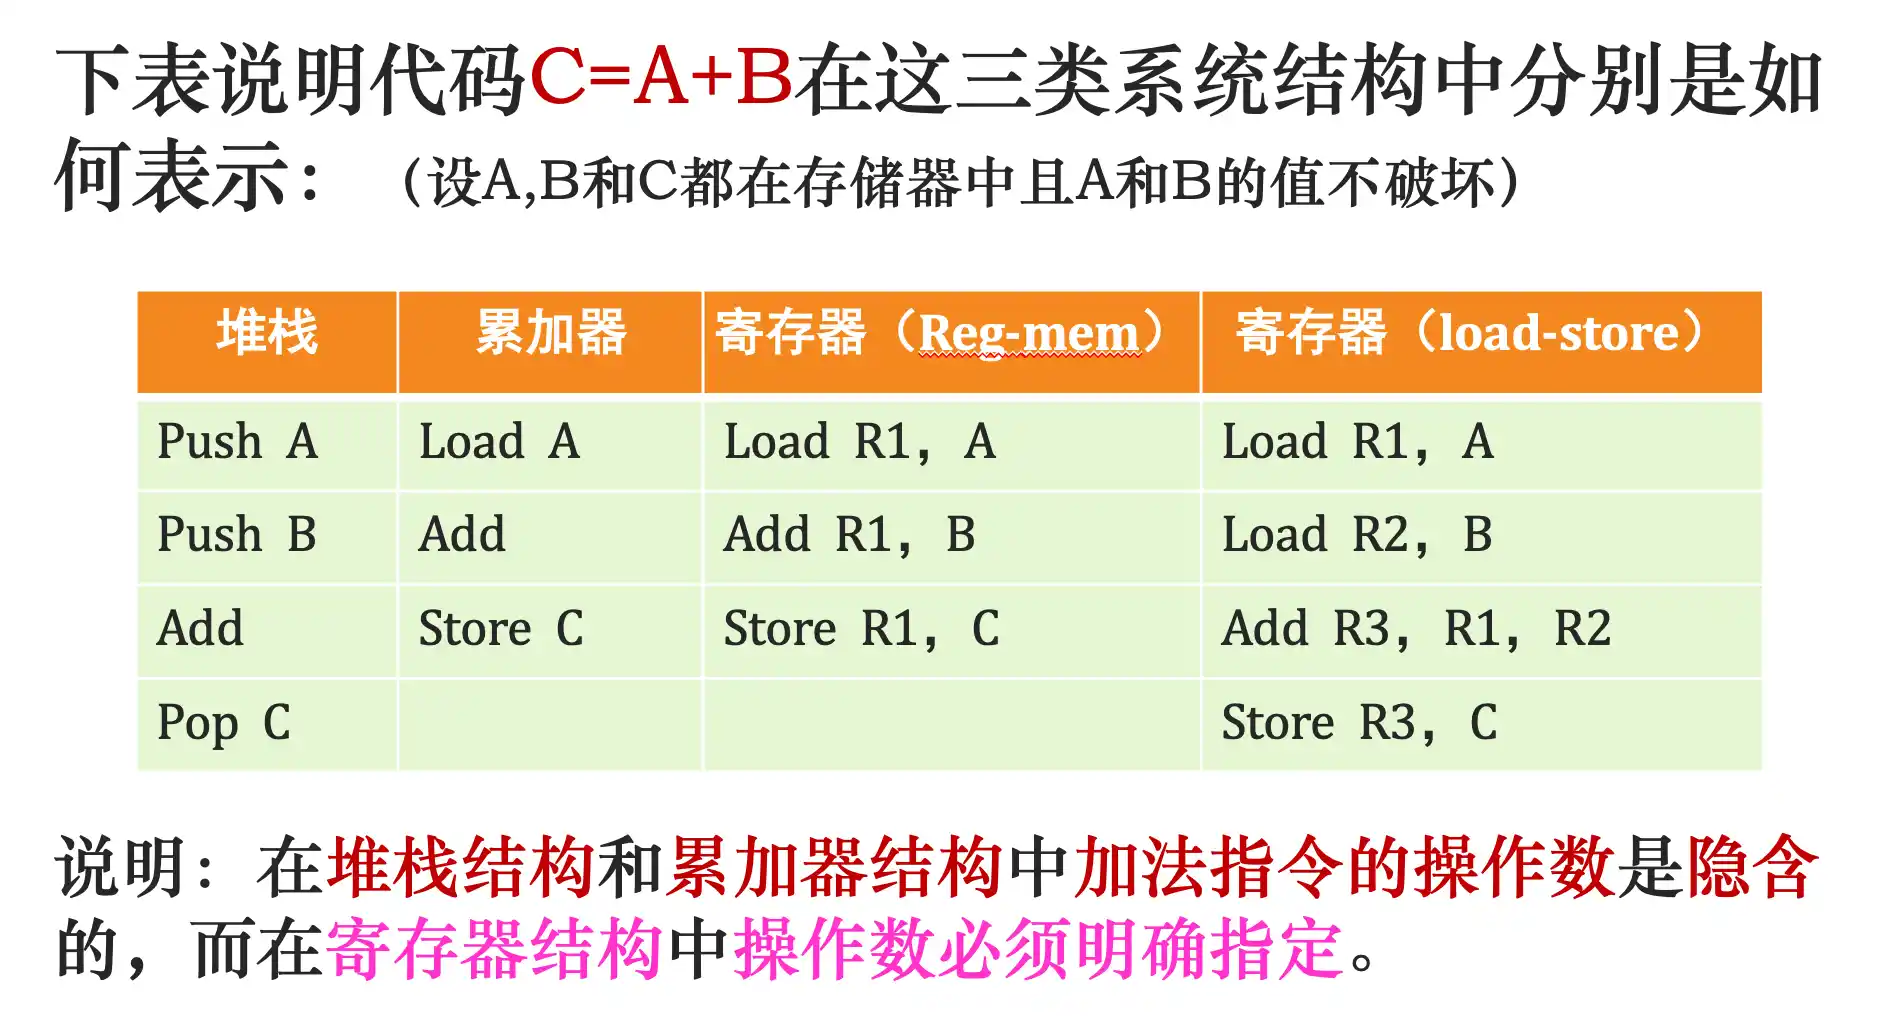 下表说明代码C=A+B在这三类系统结构中分别是如
何表示：（设A,B和C都在存储器中且A和B的值不破坏）
堆栈 累加器 寄存器（Reg-mem） 寄存器（load-store）
Push A Load A Load R1，A Load R1，A
Push B Add Add R1，B Load R2，B
Add Store C Store R1，C Add R3，R1，R2
Pop C Store R3，C
说明：在堆栈结构和累加器结构中加法指令的操作数是隐含
的，而在寄存器结构中操作数必须明确指定。